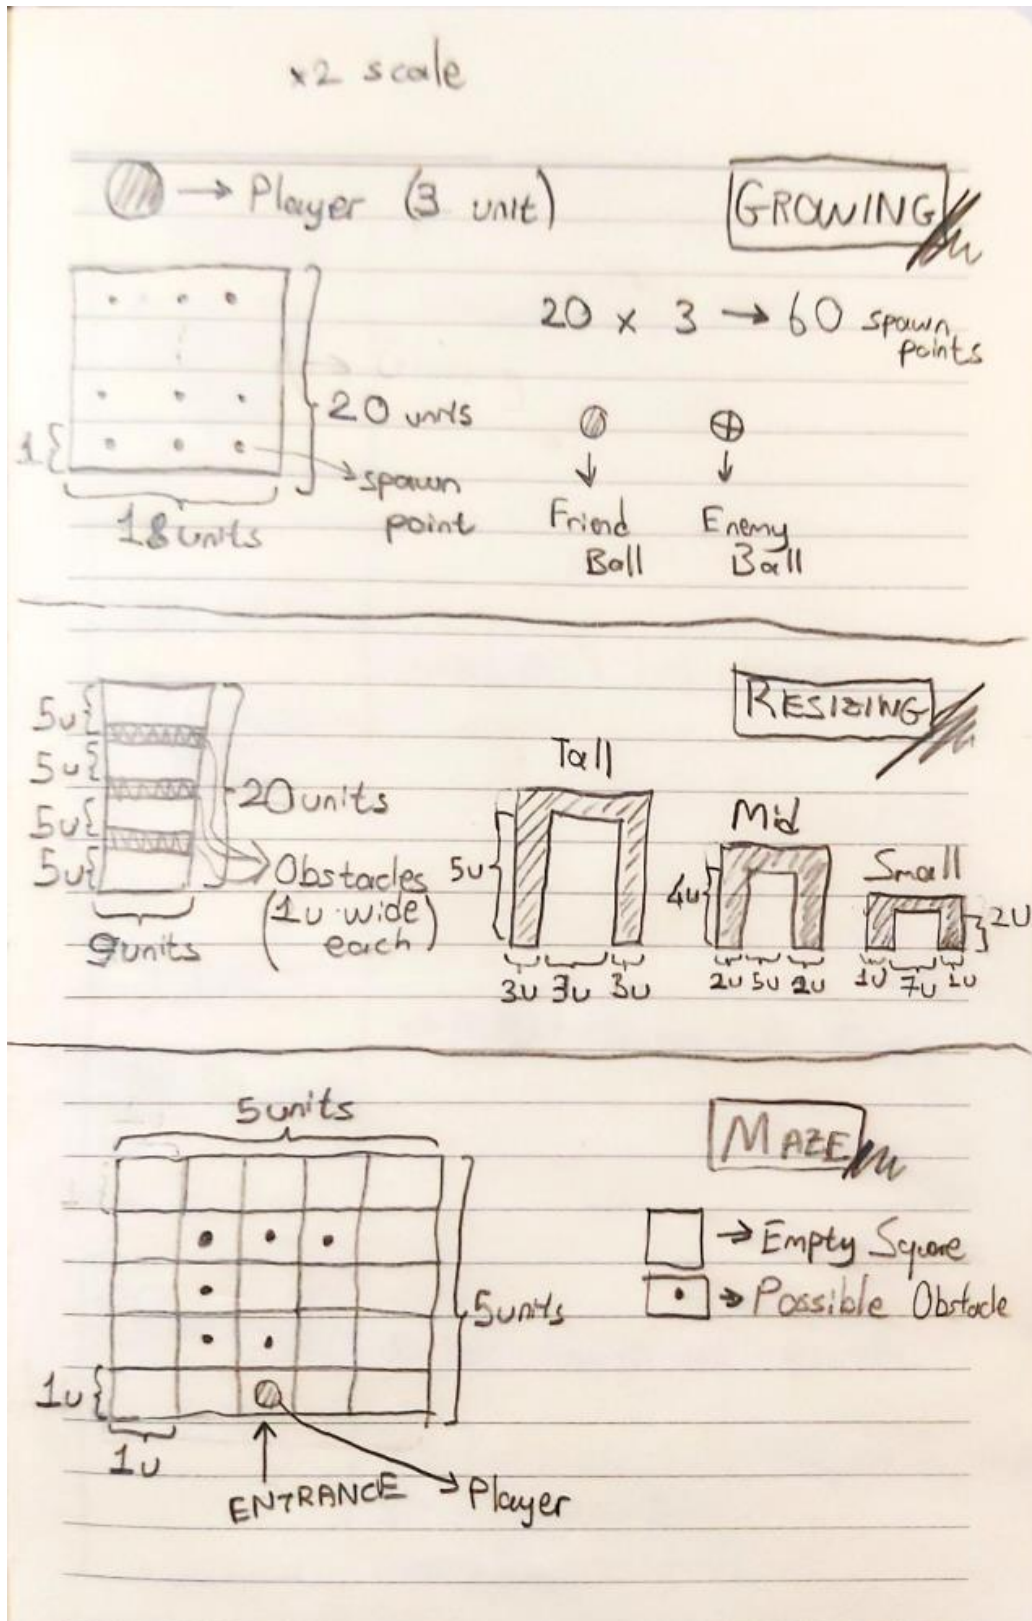 x2 scale
→ Player (3 unit)
GROWING
20 x 3 → 60 spawn
points
20 units
1
spawn
point
18 units
Friend
Ball
Enemy
Ball
RESIZING
5u
5u
5u
5u
20 units
Obstacles
(1u wide
each)
9 units
Tall
5u
3u 3u 3u
Mid
4u
2u 5u 2u
Small
2u
1u 7u 1u
MAZE
5 units
5 units
→ Empty Square
→ Possible Obstacle
1u
1u
ENTRANCE
Player